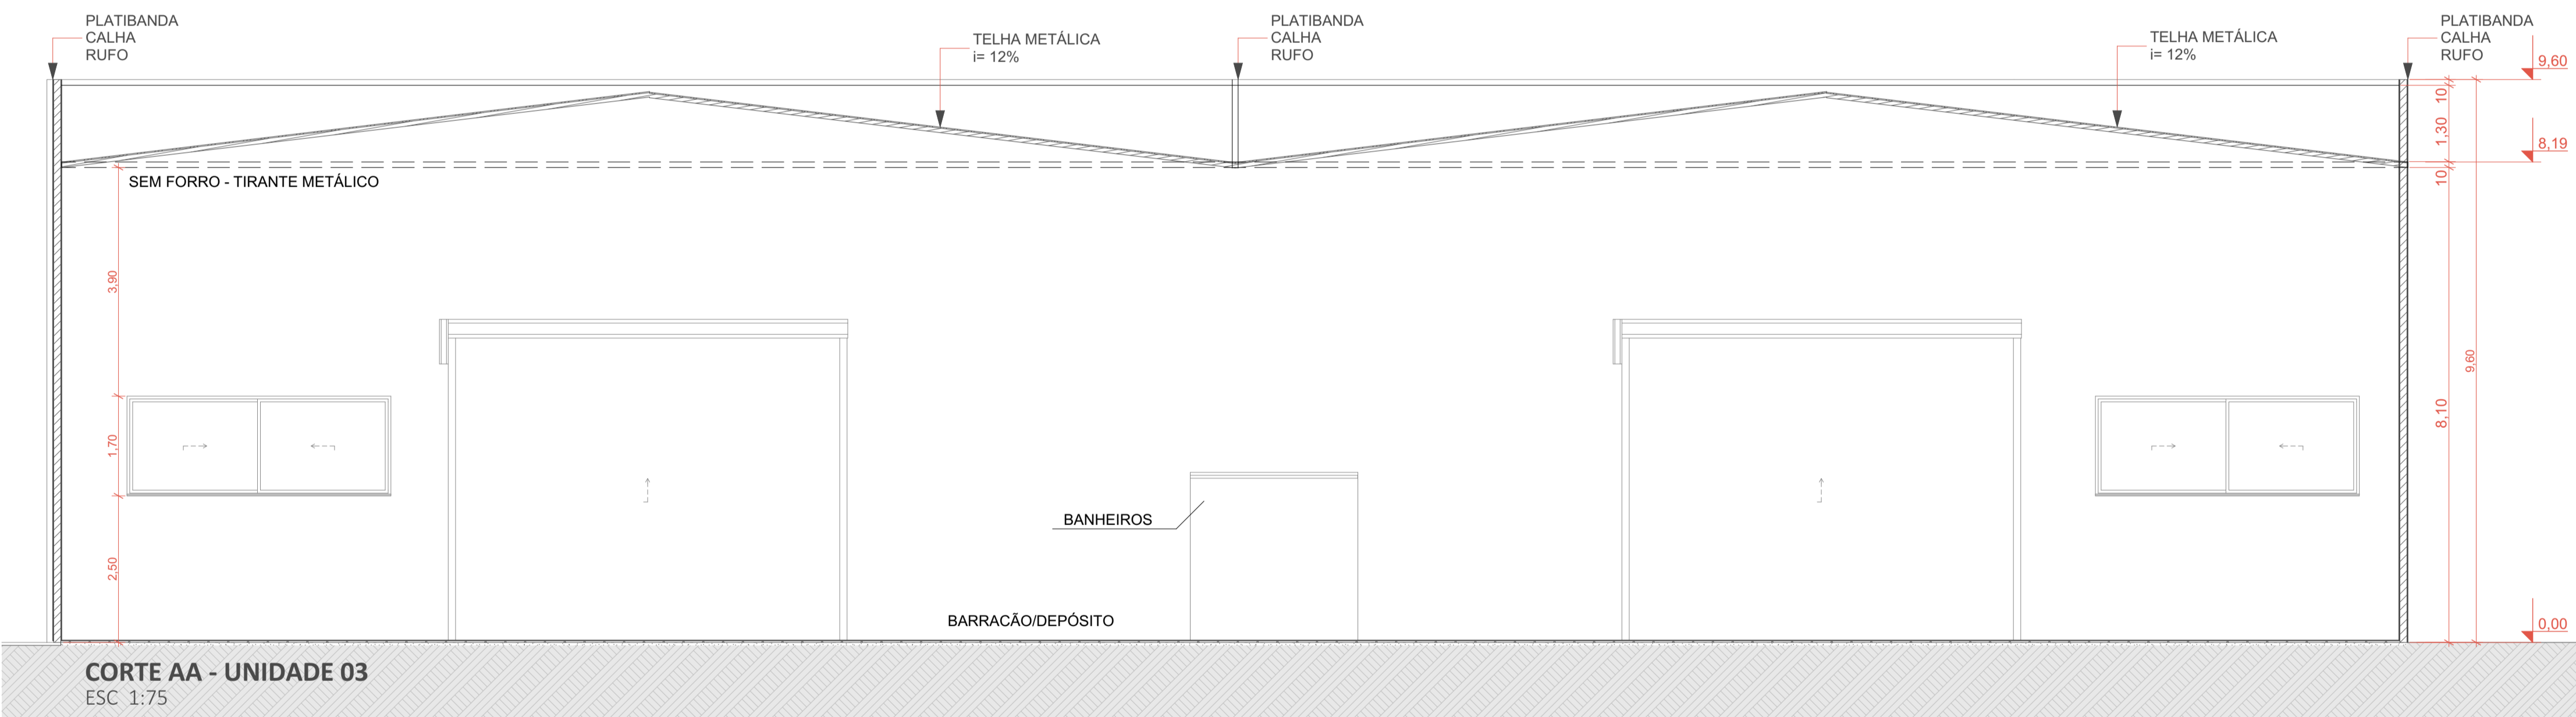 PLATIBANDA
CALHA
RUFO
TELHA METÁLICA
i= 12%
PLATIBANDA
CALHA
RUFO
TELHA METÁLICA
i= 12%
PLATIBANDA
CALHA
RUFO
9,60
10
1,30
8,19
10
SEM FORRO - TIRANTE METÁLICO
3,90
9,60
8,10
1,70
BANHEIROS
2,50
BARRACÃO/DEPÓSITO
0,00
CORTE AA - UNIDADE 03
ESC 1:75